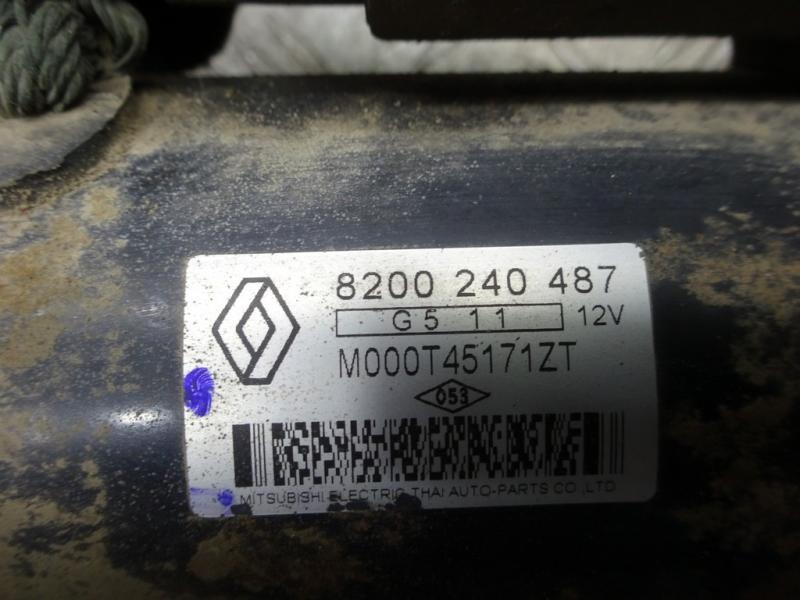 8200 240 487
G5 11 12V
M000T45171ZT
053
MITSUBISHI ELECTRIC THAI AUTO-PARTS CO.,LTD